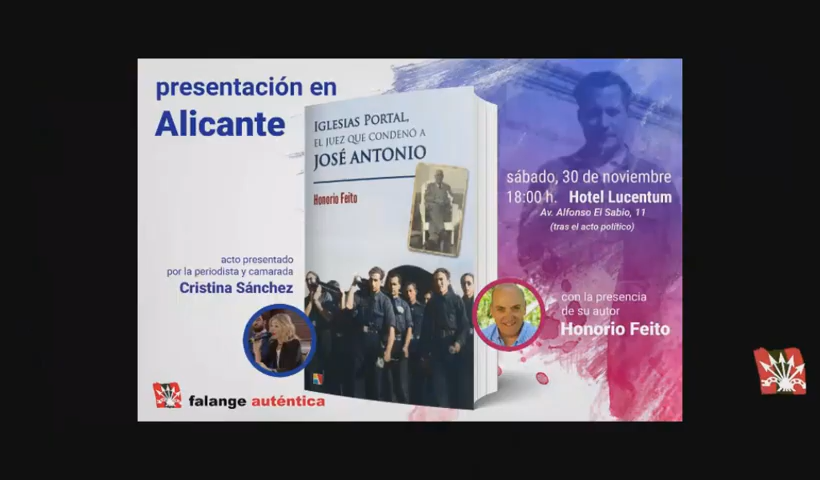 presentación en
Alicante
IGLESIAS PORTAL,
EL JUEZ QUE CONDENÓ A
JOSÉ ANTONIO
Honorio Feito
sábado, 30 de noviembre
18:00 h. Hotel Lucentum
Av. Alfonso El Sabio, 11
(tras el acto político)
acto presentado
por la periodista y camarada
Cristina Sánchez
con la presencia
de su autor
Honorio Feito
falange auténtica